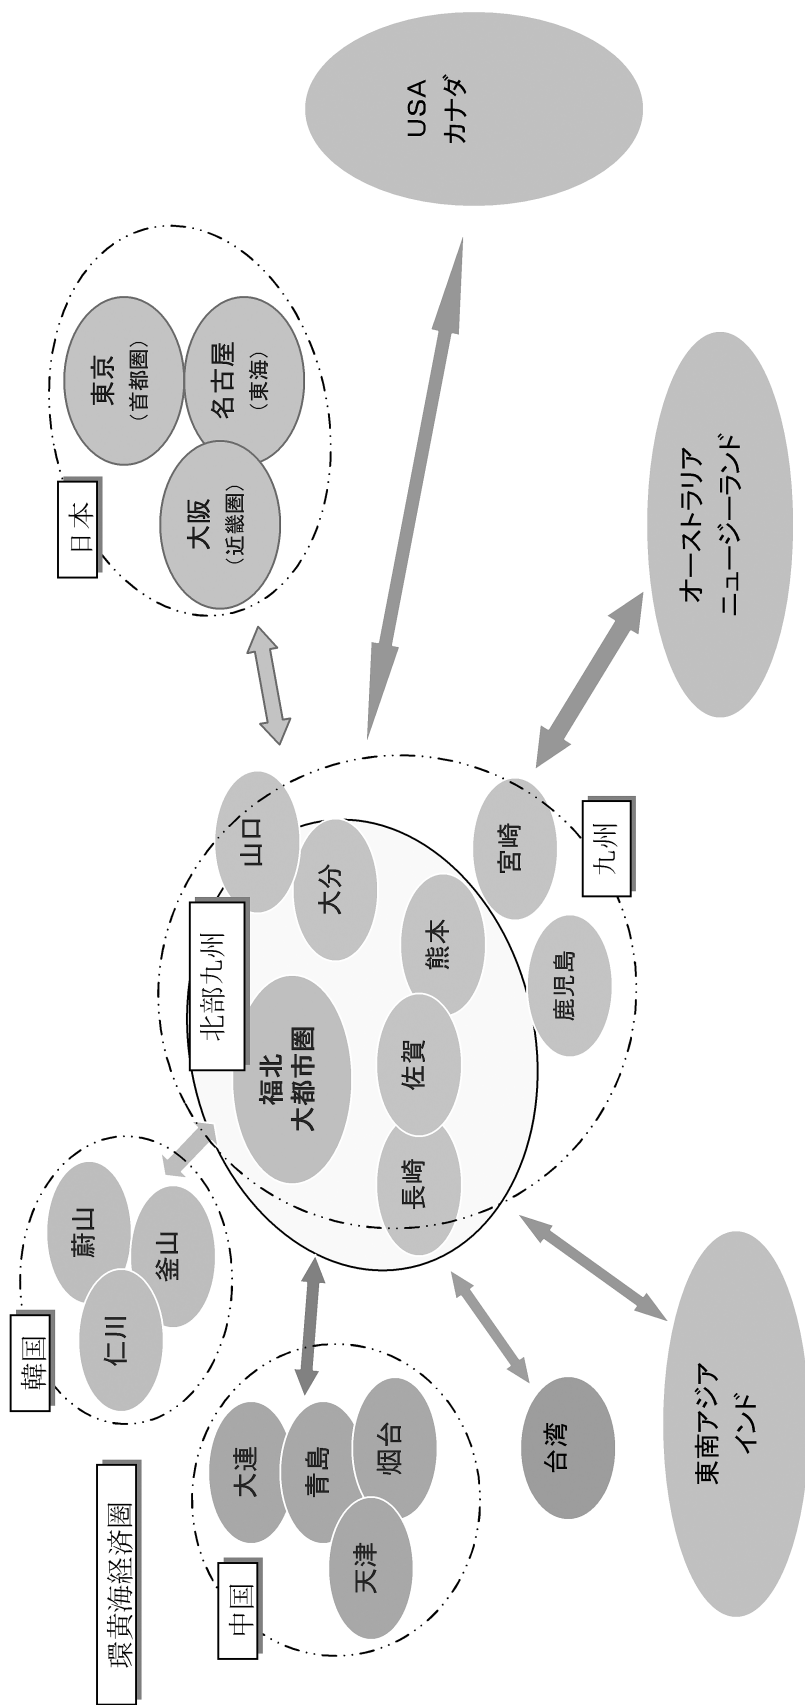 環黄海経済圏
韓国
蔚山
仁川
釜山
中国
大連
青島
烟台
天津
台湾
東南アジア
インド
北部九州
福北
大都市圏
山口
大分
熊本
佐賀
長崎
宮崎
鹿児島
九州
日本
東京
(首都圏)
名古屋
(東海)
大阪
(近畿圏)
USA
カナダ
オーストラリア
ニュージーランド